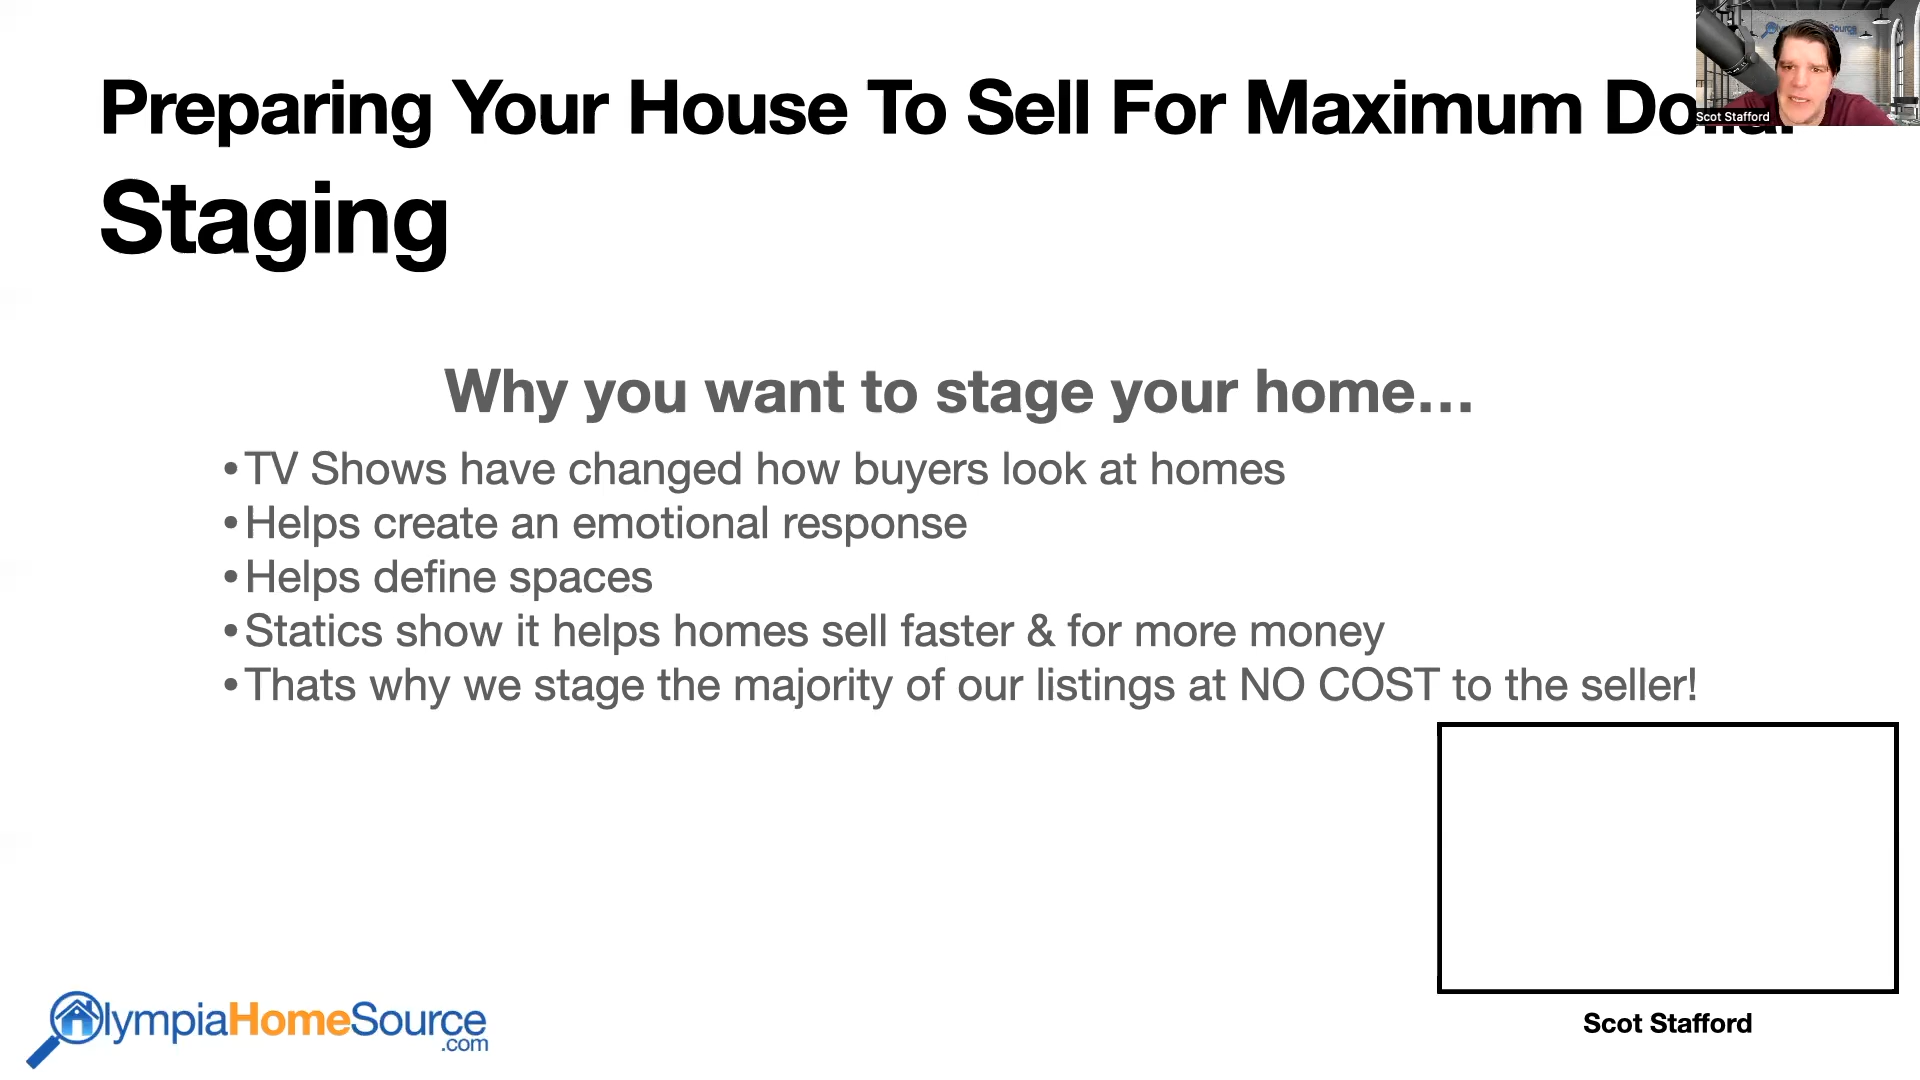 Preparing Your House To Sell For Maximum Dollar
Scot Stafford
Staging
Why you want to stage your home...
•TV Shows have changed how buyers look at homes
•Helps create an emotional response
•Helps define spaces
•Statics show it helps homes sell faster & for more money
•Thats why we stage the majority of our listings at NO COST to the seller!
OlympiaHomeSource
.com
Scot Stafford